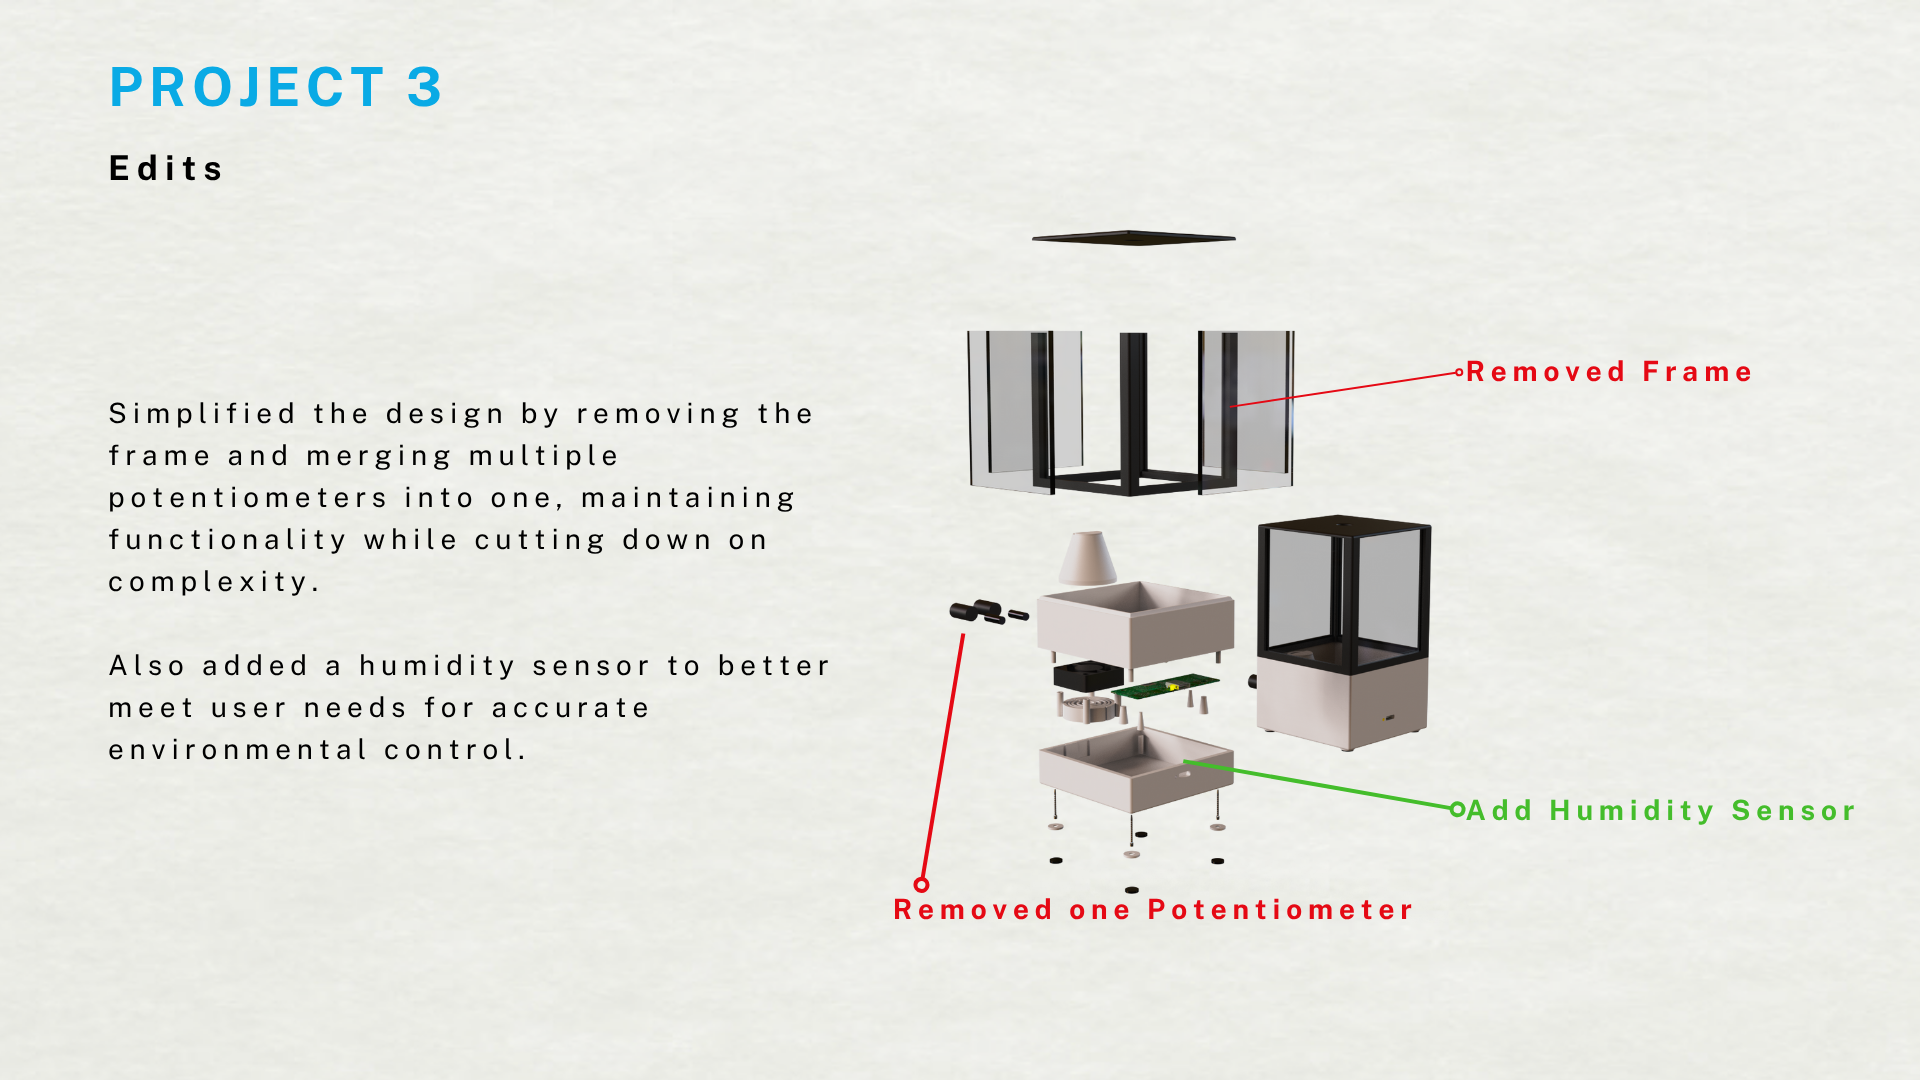 PROJECT 3
Edits
Simplified the design by removing the
frame and merging multiple
potentiometers into one, maintaining
functionality while cutting down on
complexity.
Also added a humidity sensor to better
meet user needs for accurate
environmental control.
Removed Frame
Add Humidity Sensor
Removed one Potentiometer